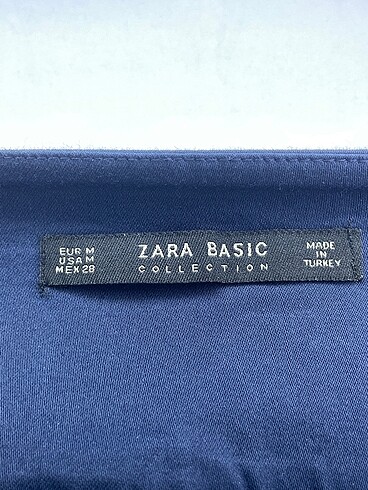 EUR M
USA M
MEX 28
ZARA BASIC
COLLECTION
MADE
IN
TURKEY